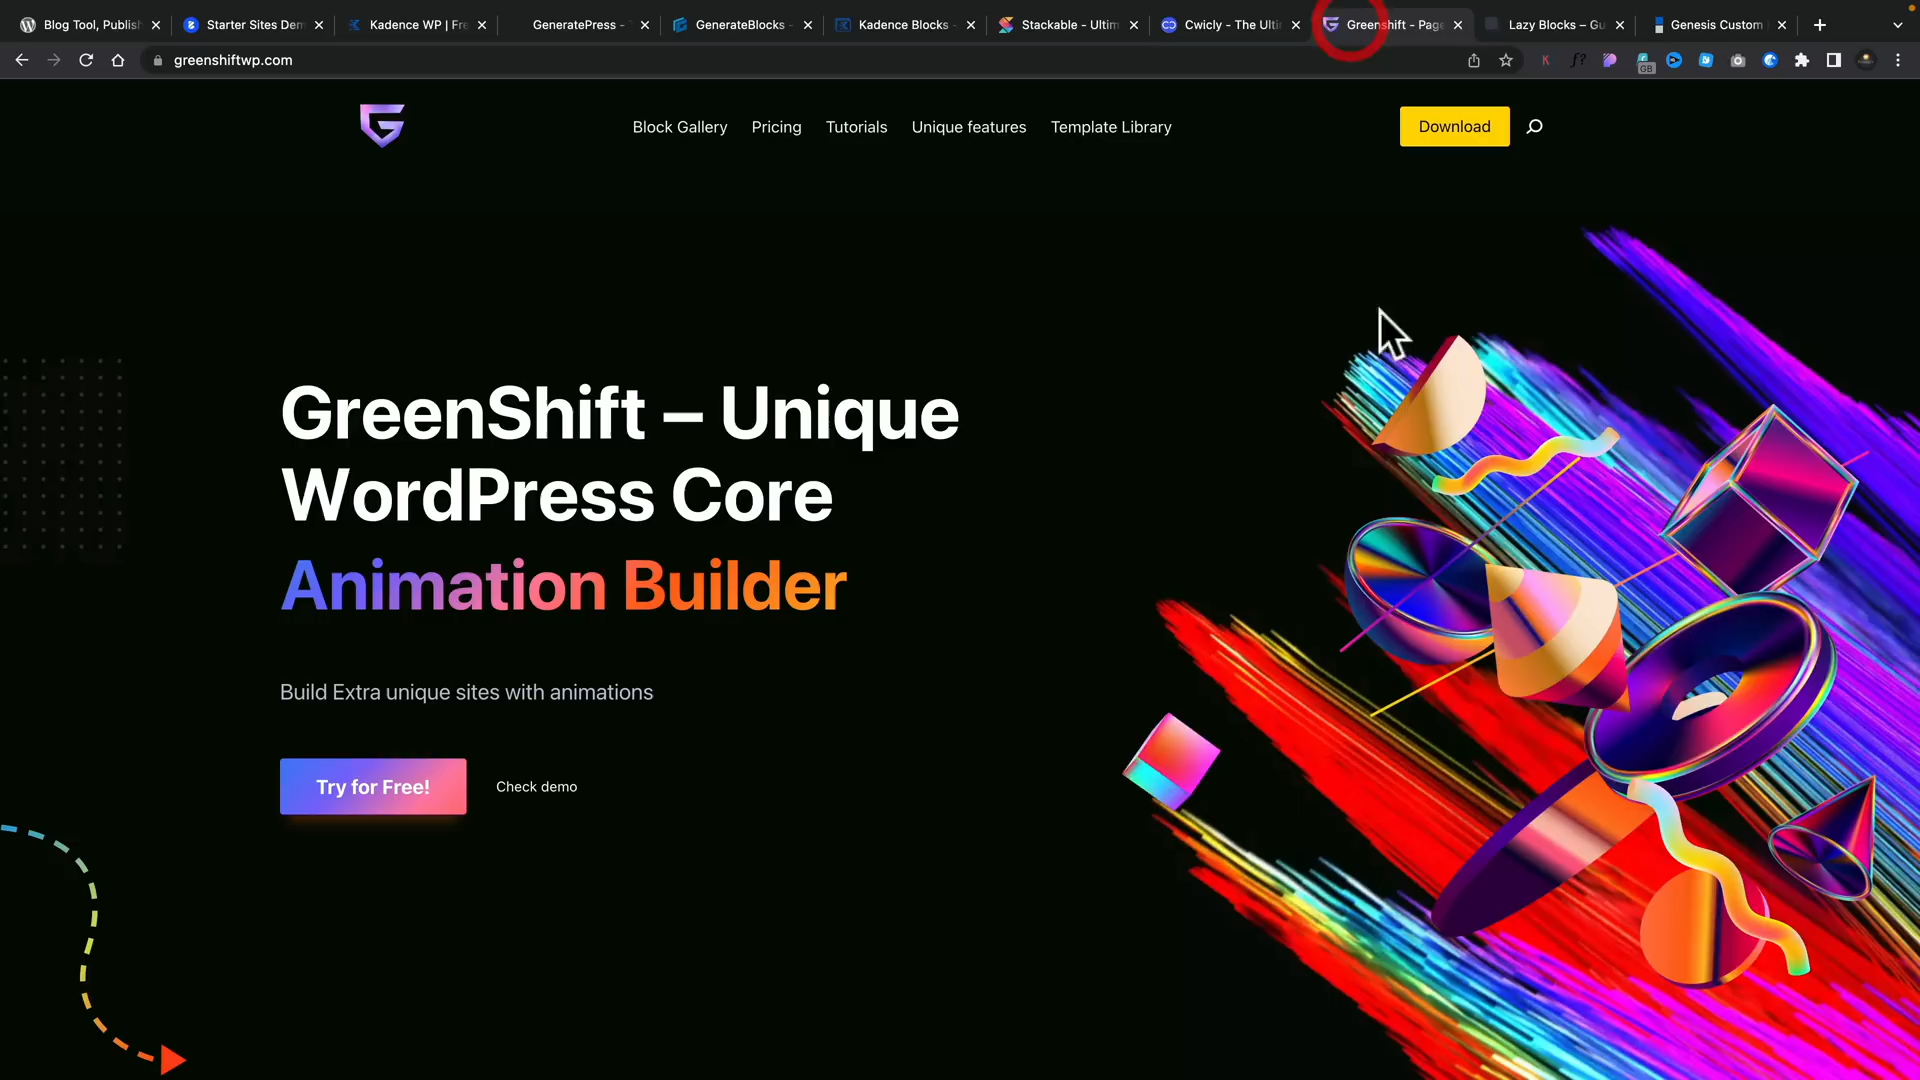 Blog Tool, Publish
Starter Sites Dem
Kadence WP | Fre
GeneratePress -
GenerateBlocks -
Kadence Blocks -
Stackable - Ultim
Cwicly - The Ulti
Greenshift - Page
Lazy Blocks – Gu
Genesis Custom
greenshiftwp.com
GB
Block Gallery
Pricing
Tutorials
Unique features
Template Library
Download
GreenShift – Unique
WordPress Core
Animation Builder
Build Extra unique sites with animations
Try for Free!
Check demo